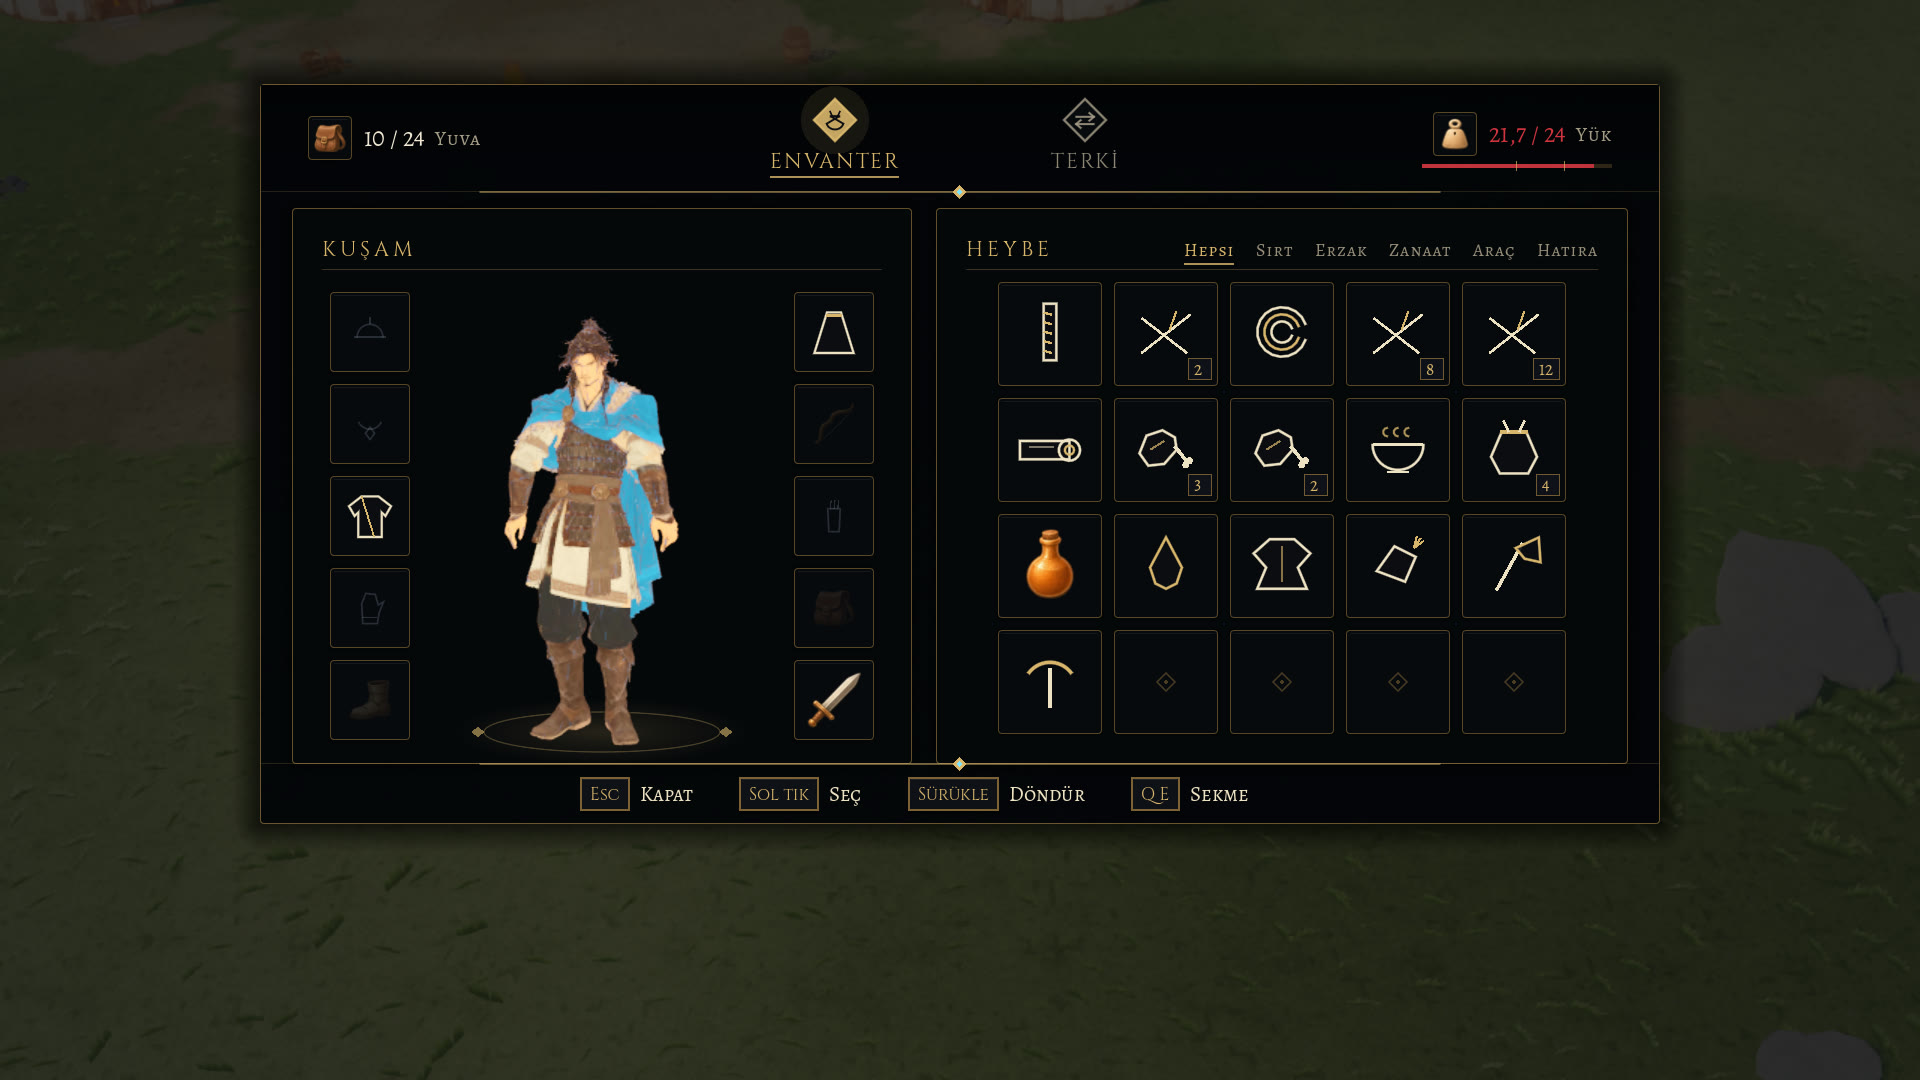 10 / 24 Yuva
ENVANTER
TERKİ
21,7 / 24 Yük
KUŞAM
HEYBE
Hepsi Sırt Erzak Zanaat Araç Hatıra
2
8
12
3
2
4
Esc Kapat Sol tık Seç Sürükle Döndür Q E Sekme